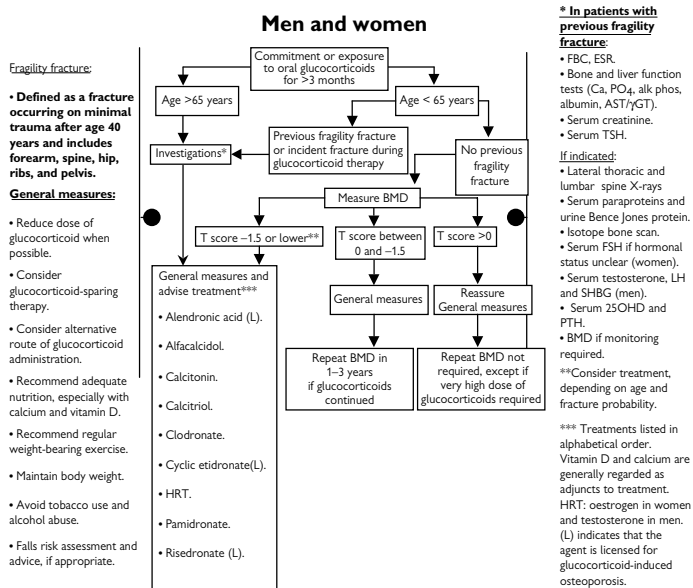 Men and women
Fragility fracture:
• Defined as a fracture
occurring on minimal
trauma after age 40
years and includes
forearm, spine, hip,
ribs, and pelvis.
General measures:
• Reduce dose of
glucocorticoid when
possible.
• Consider
glucocorticoid-sparing
therapy.
• Consider alternative
route of glucocorticoid
administration.
• Recommend adequate
nutrition, especially with
calcium and vitamin D.
• Recommend regular
weight-bearing exercise.
• Maintain body weight.
• Avoid tobacco use and
alcohol abuse.
• Falls risk assessment and
advice, if appropriate.
Commitment or exposure
to oral glucocorticoids
for >3 months
Age >65 years
Age < 65 years
Investigations*
Previous fragility fracture
or incident fracture during
glucocorticoid therapy
No previous
fragility
fracture
Measure BMD
T score –1.5 or lower**
T score between
0 and –1.5
T score >0
General measures and
advise treatment***
• Alendronic acid (L).
• Alfacalcidol.
• Calcitonin.
• Calcitriol.
• Clodronate.
• Cyclic etidronate(L).
• HRT.
• Pamidronate.
• Risedronate (L).
General measures
Reassure
General measures
Repeat BMD in
1–3 years
if glucocorticoids
continued
Repeat BMD not
required, except if
very high dose of
glucocorticoids required
* In patients with
previous fragility
fracture:
• FBC, ESR.
• Bone and liver function
tests (Ca, PO4, alk phos,
albumin, AST/γGT).
• Serum creatinine.
• Serum TSH.
If indicated:
• Lateral thoracic and
lumbar spine X-rays
• Serum paraproteins and
urine Bence Jones protein.
• Isotope bone scan.
• Serum FSH if hormonal
status unclear (women).
• Serum testosterone, LH
and SHBG (men).
• Serum 25OHD and
PTH.
• BMD if monitoring
required.
**Consider treatment,
depending on age and
fracture probability.
*** Treatments listed in
alphabetical order.
Vitamin D and calcium are
generally regarded as
adjuncts to treatment.
HRT: oestrogen in women
and testosterone in men.
(L) indicates that the
agent is licensed for
glucocorticoid-induced
osteoporosis.